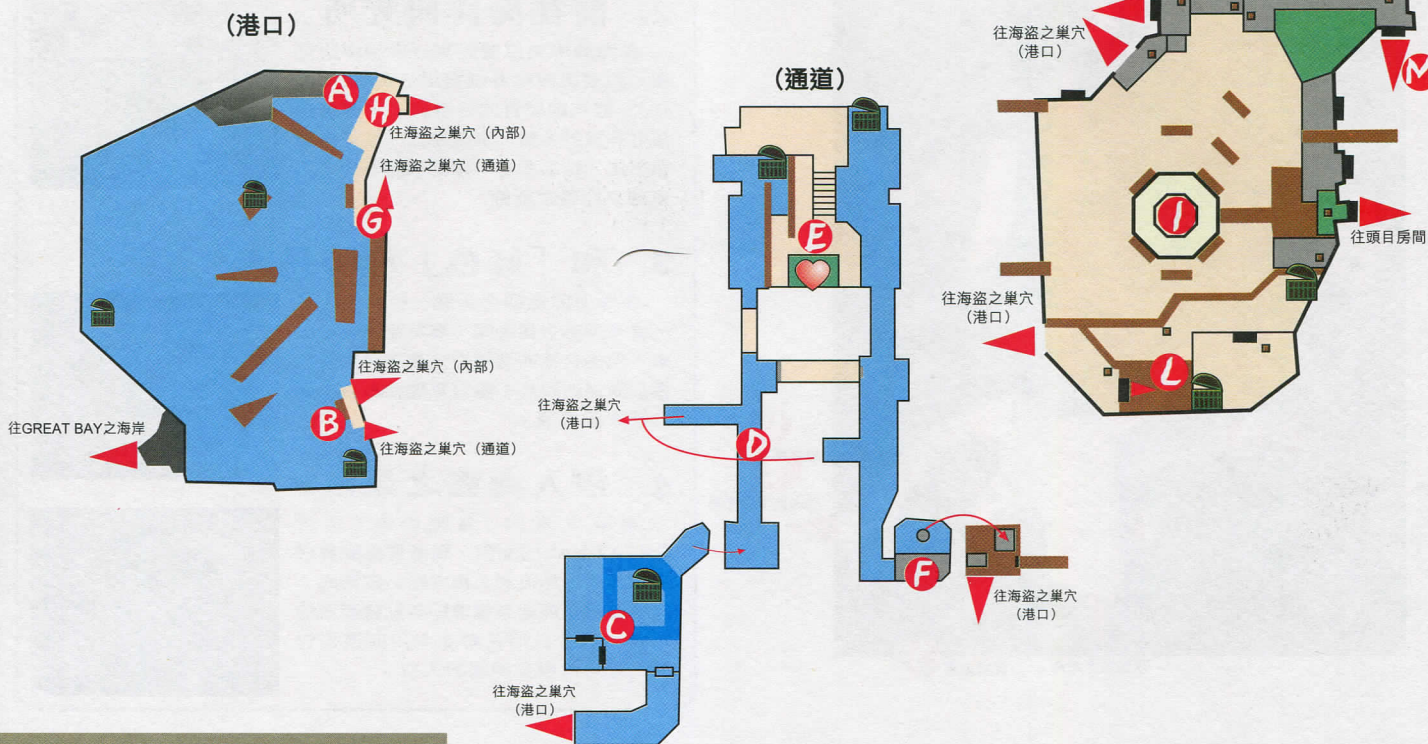 （港口）
A
H
往海盜之巢穴（內部）
往海盜之巢穴（通道）
G
往海盜之巢穴（內部）
B
往GREAT BAY之海岸
往海盜之巢穴（通道）
（通道）
E
往海盜之巢穴
（港口）
D
C
往海盜之巢穴
（港口）
F
往海盜之巢穴
（港口）
往海盜之巢穴
（港口）
M
I
往頭目房間
往海盜之巢穴
（港口）
L